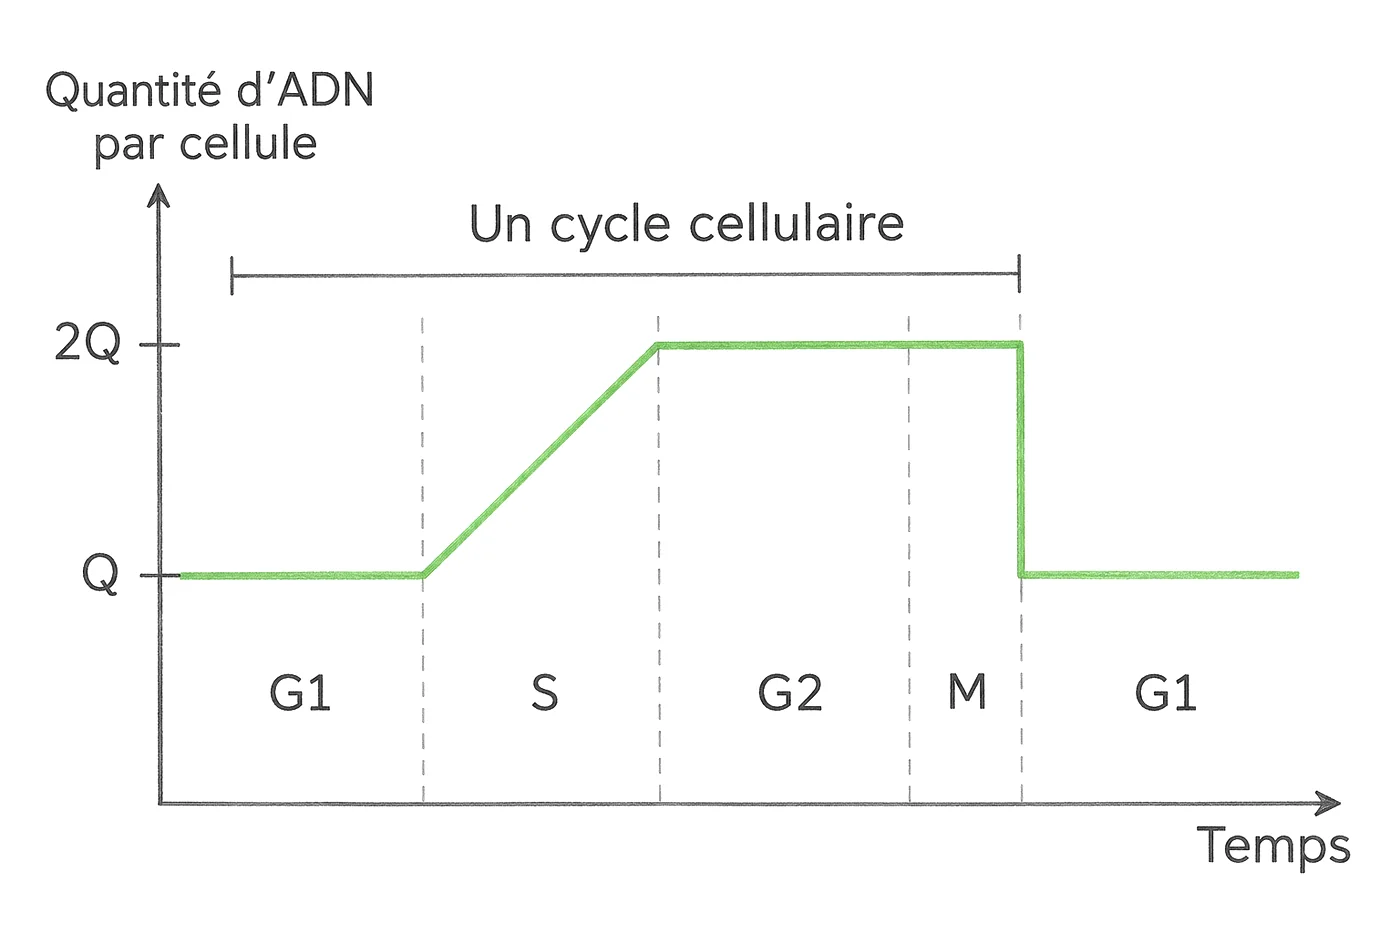 Quantité d'ADN
par cellule
Un cycle cellulaire
2Q
Q
G1
S
G2
M
G1
Temps